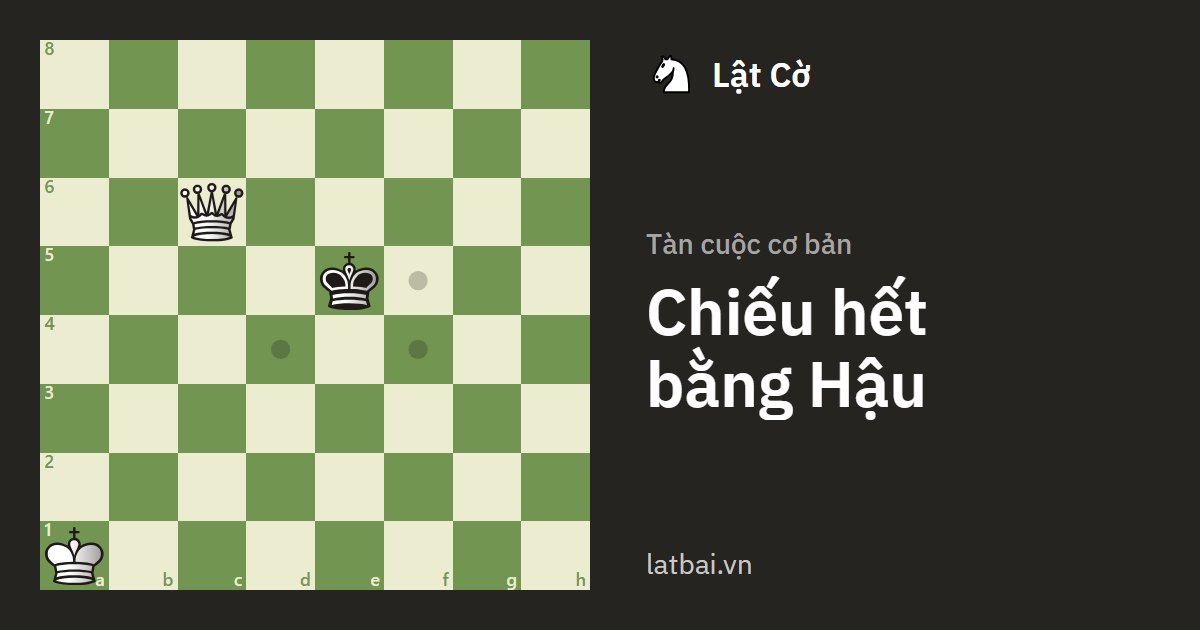 8
7
6
5
4
3
2
1
a b c d e f g h
Lật Cờ
Tàn cuộc cơ bản
Chiếu hết
bằng Hậu
latbai.vn